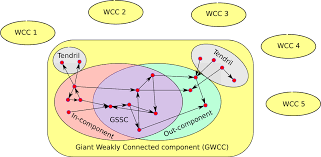 WCC 2
WCC 3
WCC 1
Tendril
Tendril
WCC 4
GSSC
In-component
Out-component
WCC 5
Giant Weakly Connected component (GWCC)